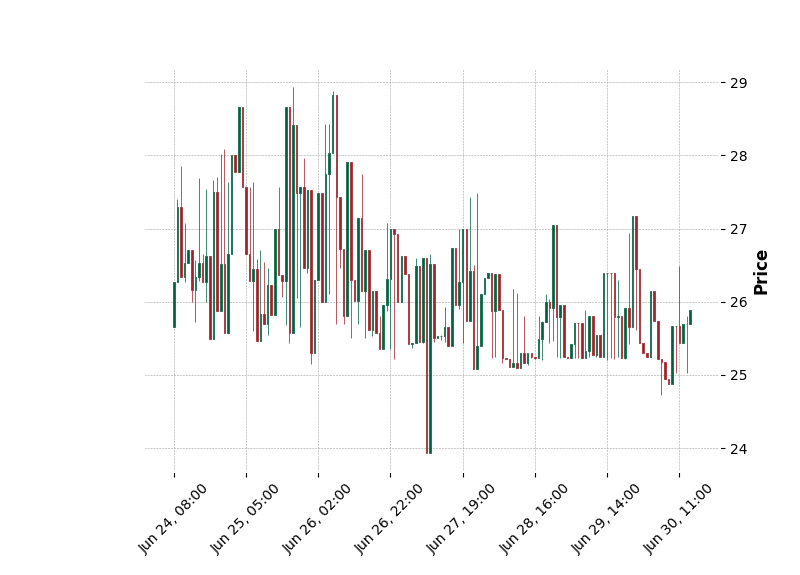 29
28
27
26
25
24
Price
Jun 24, 08:00
Jun 25, 05:00
Jun 26, 02:00
Jun 26, 22:00
Jun 27, 19:00
Jun 28, 16:00
Jun 29, 14:00
Jun 30, 11:00